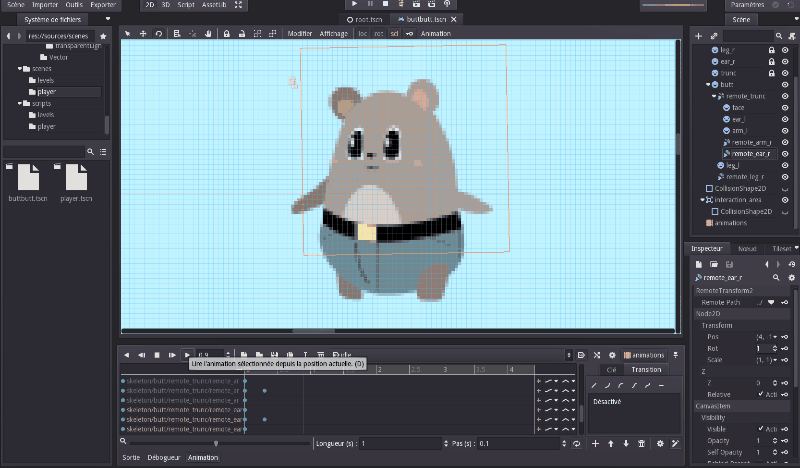 Scène Importer Outils Exporter 2D 3D Script AssetLib Paramètres
Système de fichiers root.tscn buttbutt.tscn Scène
res://sources/scenes Modifier Affichage loc rot scl Animation
transparent.ign
Vector
scenes
levels
player
scripts
levels
player
buttbutt.tscn player.tscn
leg_r
ear_r
trunc
butt
remote_trunc
face
ear_l
arm_l
remote_arm_r
remote_ear_r
leg_l
remote_leg_r
CollisionShape2D
interaction_area
CollisionShape2D
animations
Inspecteur Nœud Tileset
remote_ear_r
RemoteTransform2
Remote Path ../
Node2D
Transform
Pos (4, -1
Rot 1
Scale (1, 1)
Z
Z 0
Relative Acti
CanvasItem
Visibility
Visible Acti
Opacity 1
Self Opacity 1
0.9 animations
Lire l'animation sélectionnée depuis la position actuelle. (D)
2 3 4
skeleton/butt/remote_trunc/remote_ar
skeleton/butt/remote_trunc/remote_ar
skeleton/butt/remote_trunc/remote_ar
skeleton/butt/remote_trunc/remote_ear
skeleton/butt/remote_trunc/remote_ear
skeleton/butt/remote_trunc/remote_ear
Clé Transition
Désactivé
Longueur (s) : 1 Pas (s) : 0.1
Sortie Débogueur Animation